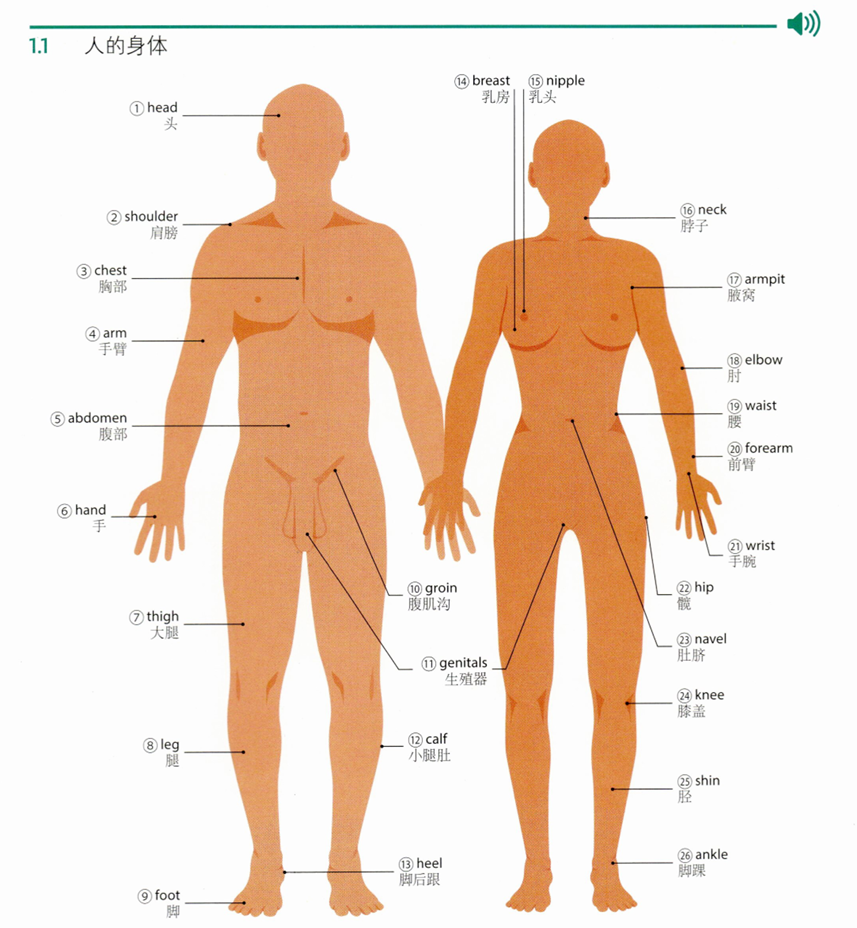 1.1 人的身体
① head
头
② shoulder
肩膀
③ chest
胸部
④ arm
手臂
⑤ abdomen
腹部
⑥ hand
手
⑦ thigh
大腿
⑧ leg
腿
⑨ foot
脚
⑩ groin
腹肌沟
⑪ genitals
生殖器
⑫ calf
小腿肚
⑬ heel
脚后跟
⑭ breast
乳房
⑮ nipple
乳头
⑯ neck
脖子
⑰ armpit
腋窝
⑱ elbow
肘
⑲ waist
腰
⑳ forearm
前臂
㉑ wrist
手腕
㉒ hip
髋
㉓ navel
肚脐
㉔ knee
膝盖
㉕ shin
胫
㉖ ankle
脚踝